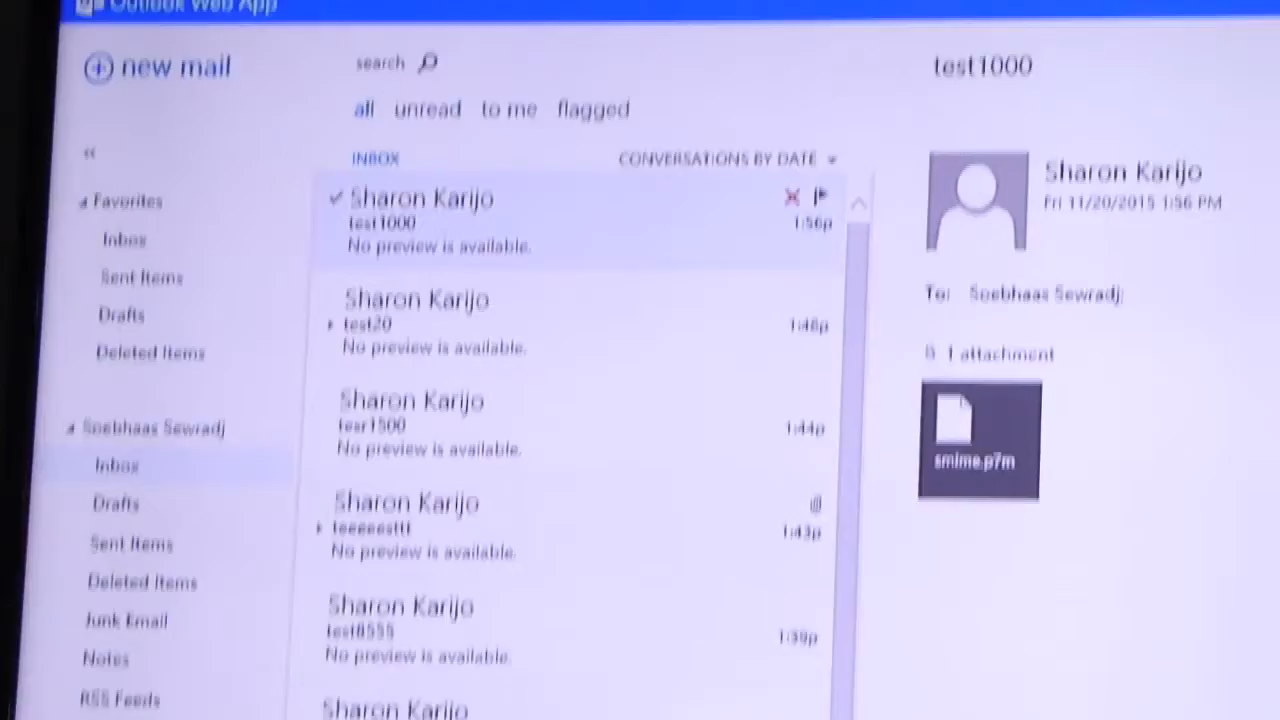 Outlook Web App
new mail
search
all unread to me flagged
«
INBOX CONVERSATIONS BY DATE
Favorites
Inbox
Sent Items
Drafts
Deleted Items
Soebhaas Sewradj
Inbox
Drafts
Sent Items
Deleted Items
Junk Email
Notes
RSS Feeds
Sharon Karijo
test1000
1:56p
No preview is available.
Sharon Karijo
test20
1:46p
No preview is available.
Sharon Karijo
1:44p
No preview is available.
Sharon Karijo
1:43p
No preview is available.
Sharon Karijo
1:39p
No preview is available.
Sharon Karijo
test1000
Sharon Karijo
Fri 11/20/2015 1:56 PM
To: Soebhaas Sewradj;
1 attachment
smime.p7m